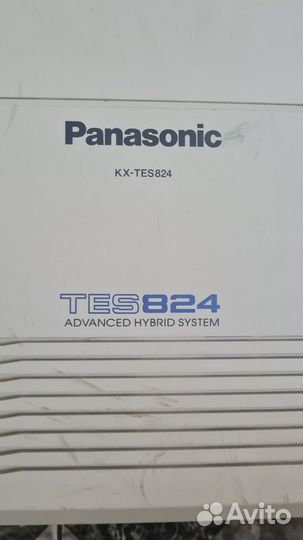 Panasonic
KX-TES824
TES824
ADVANCED HYBRID SYSTEM
Avito